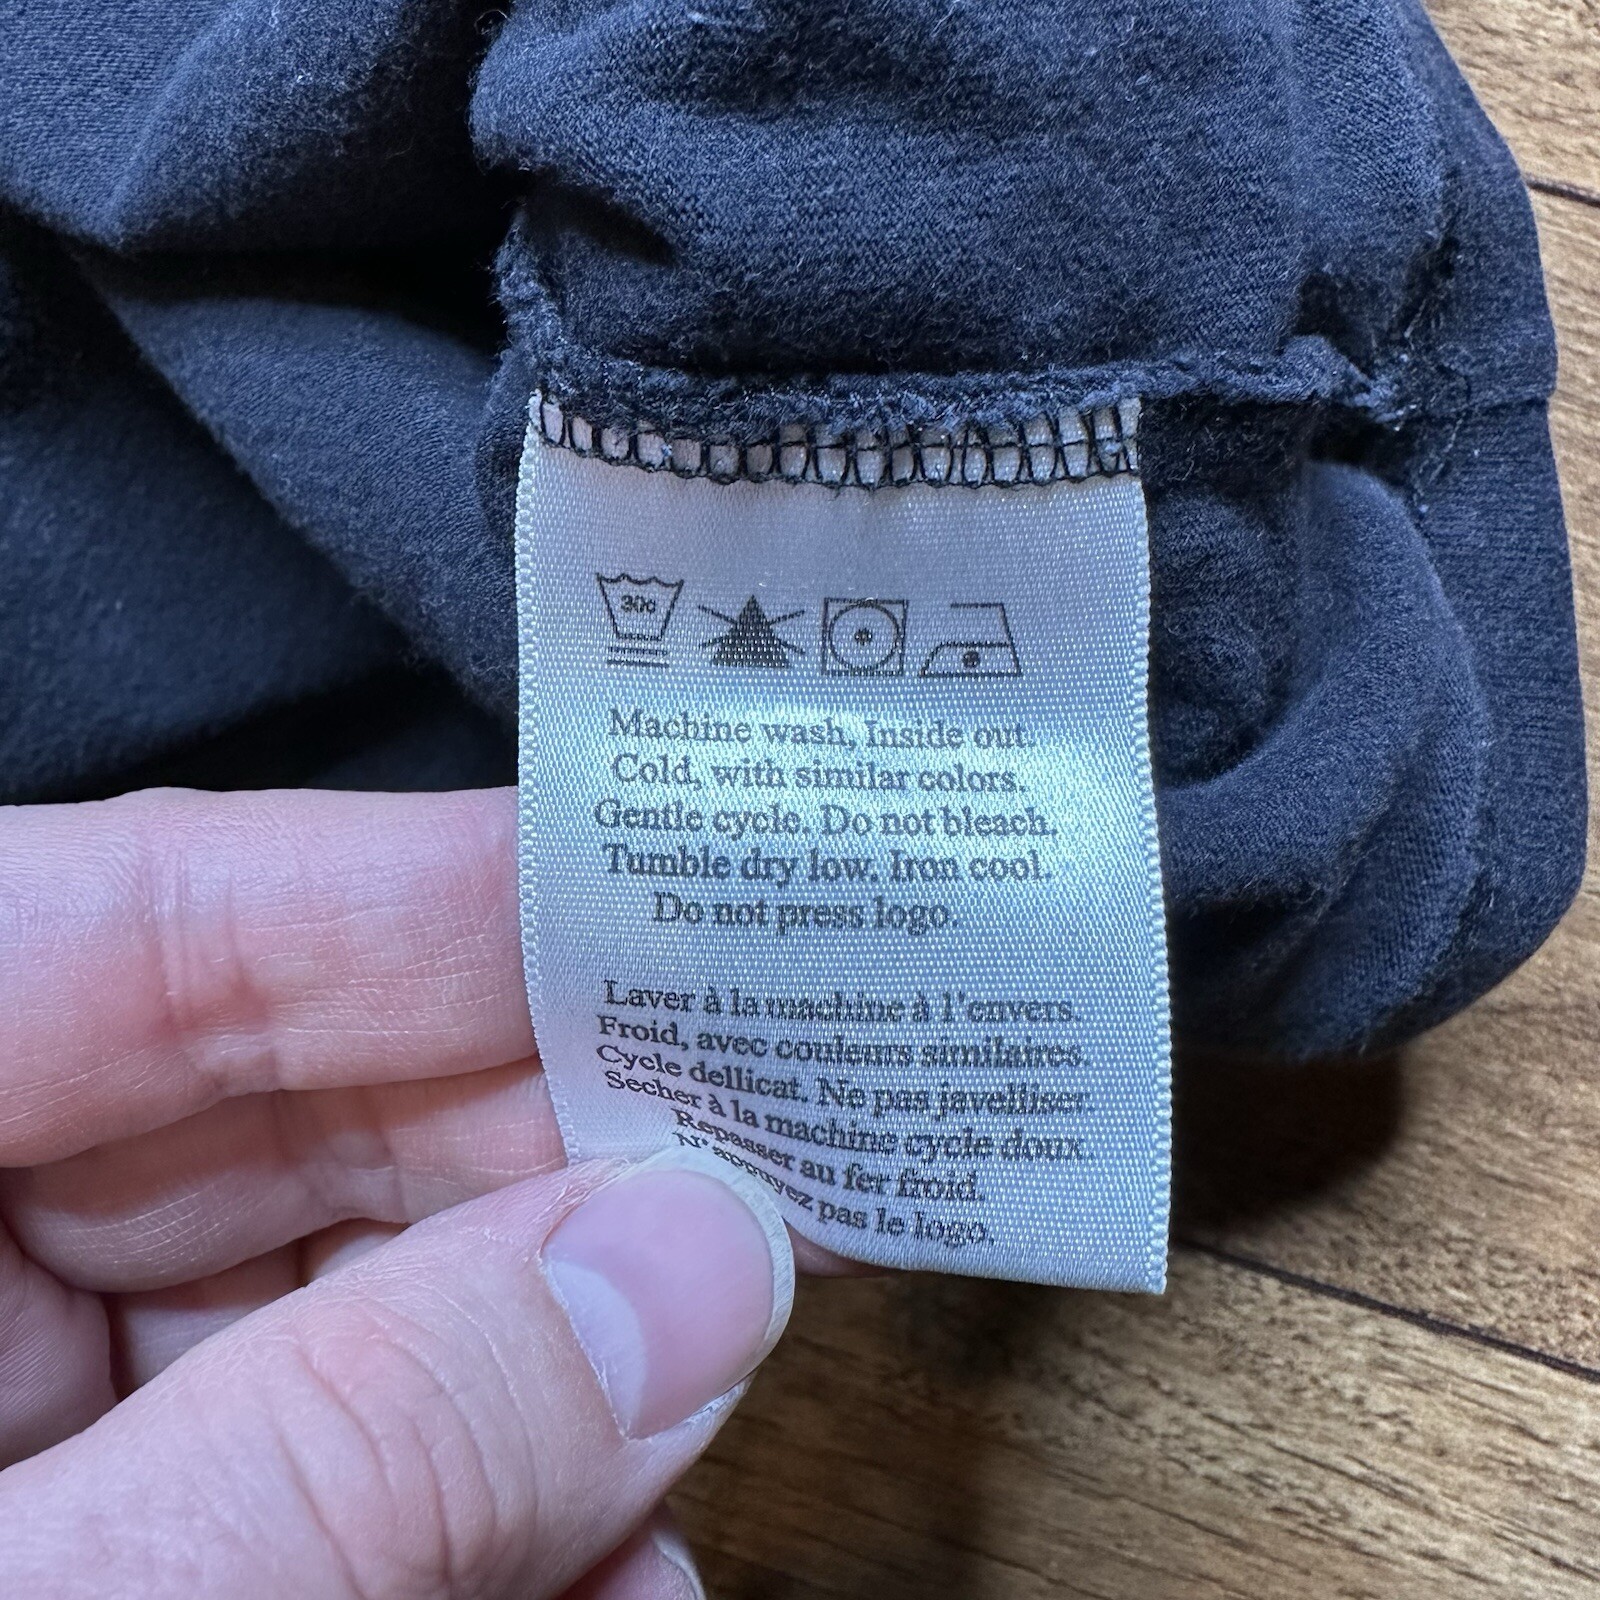 30c
Machine wash, Inside out.
Cold, with similar colors.
Gentle cycle. Do not bleach.
Tumble dry low. Iron cool.
Do not press logo.
Laver à la machine à l'envers.
Froid, avec couleurs similaires.
Cycle dellicat. Ne pas javelliser
Secher à la machine cycle doux.
Repasser au fer froid.
N'appuyez pas le logo.